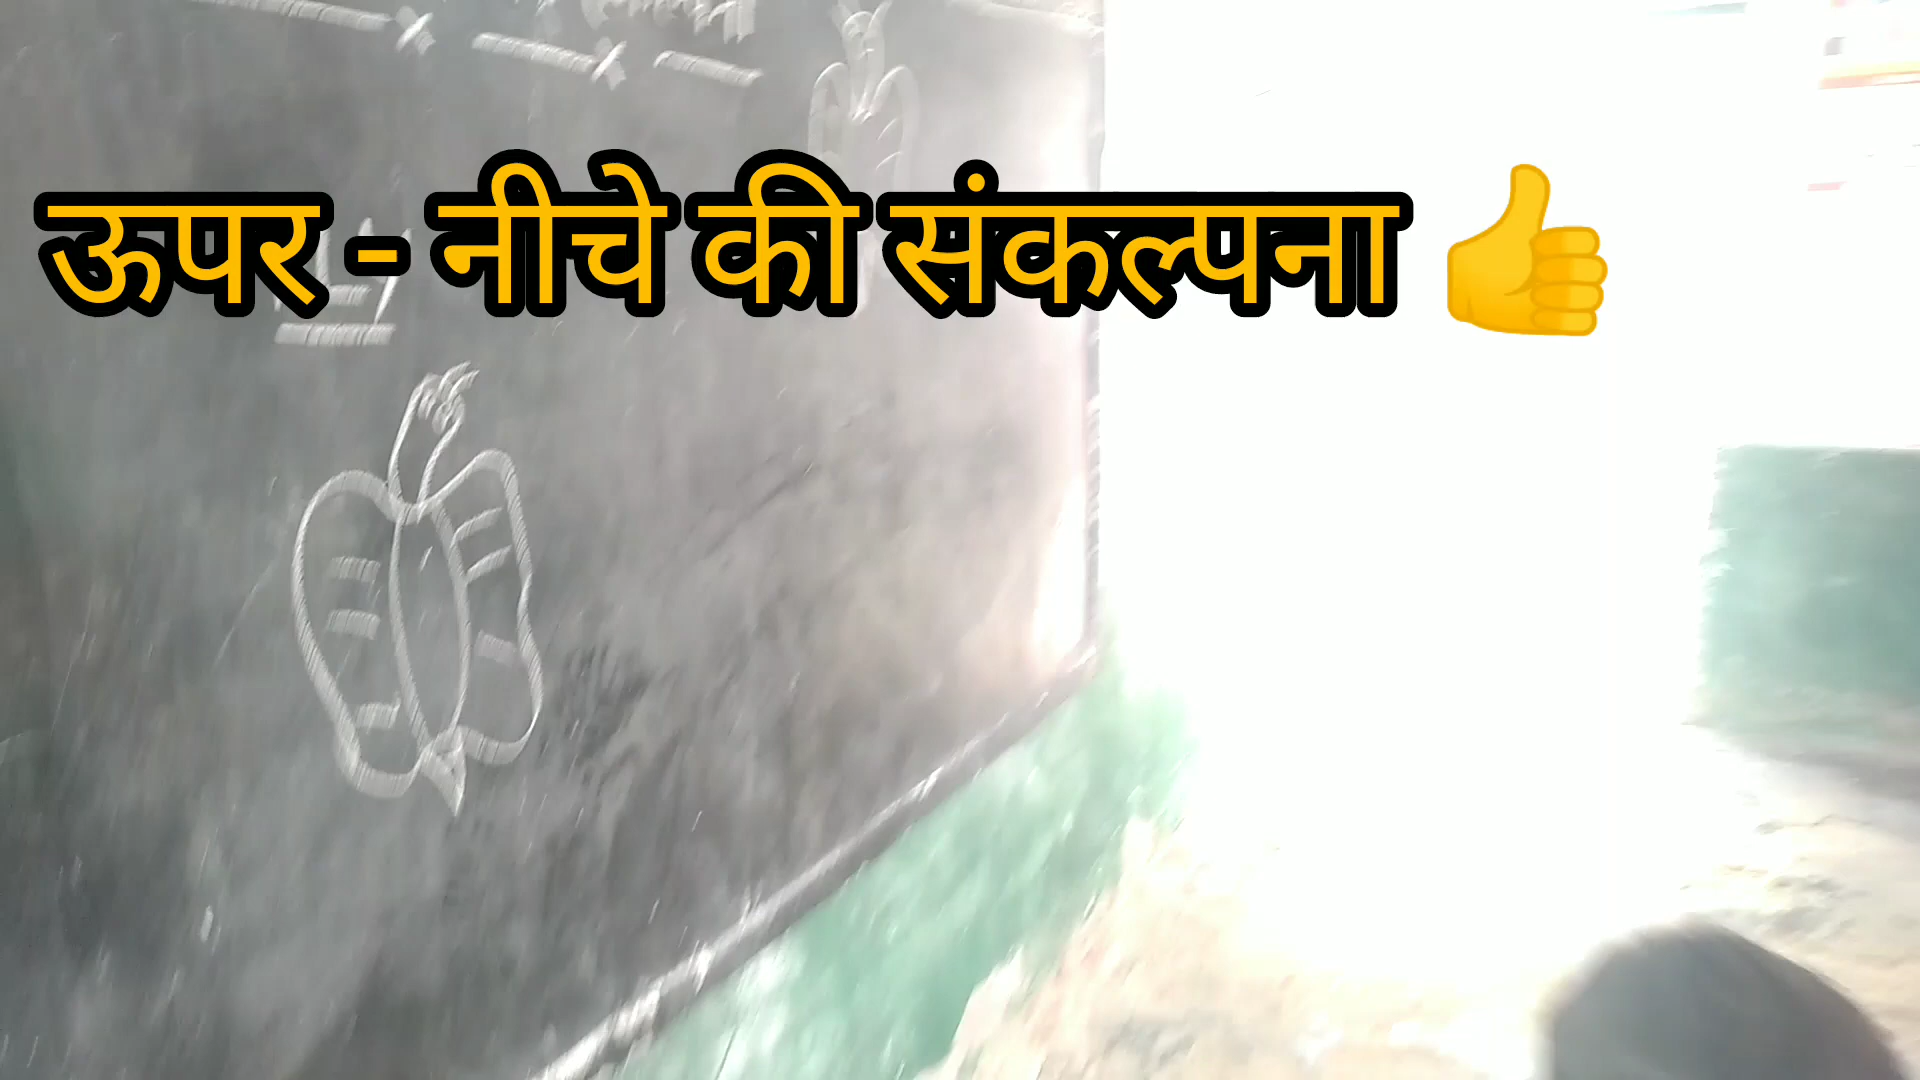 ऊपर - नीचे की संकल्पना 👍